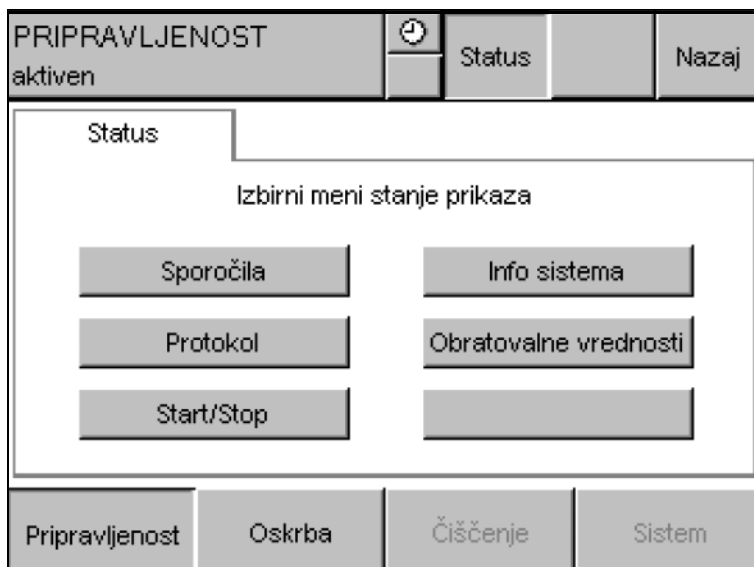 PRIPRAVLJENOST
aktiven
Status
Nazaj
Status
Izbirni meni stanje prikaza
Sporočila
Info sistema
Protokol
Obratovalne vrednosti
Start/Stop
Pripravljenost
Oskrba
Čiščenje
Sistem